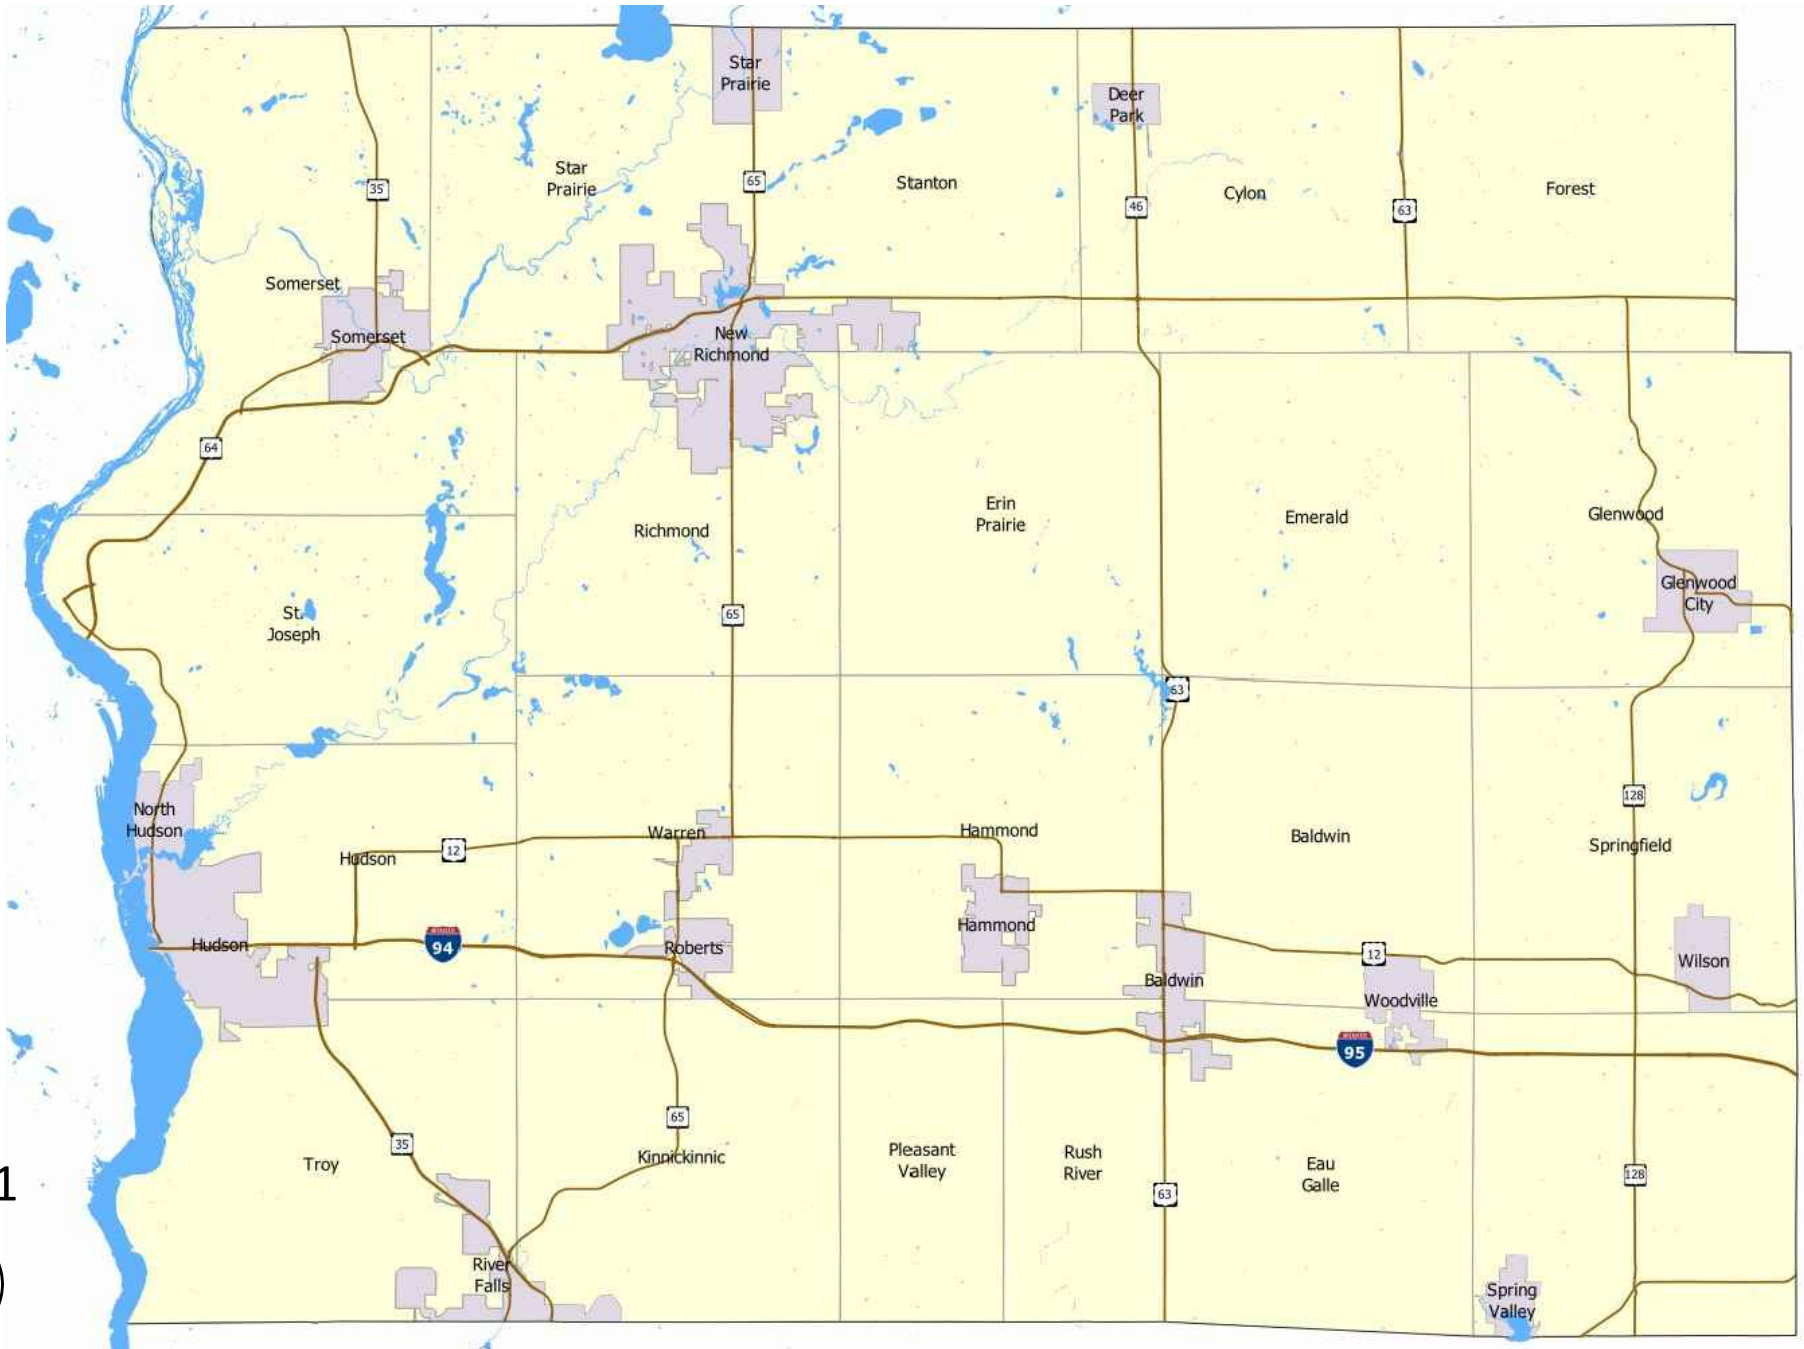 Star
Prairie
Deer
Park
Star
Prairie
35
65
Stanton
46
Cylon
63
Forest
Somerset
Somerset
New
Richmond
64
Richmond
Erin
Prairie
Emerald
Glenwood
Glenwood
City
St.
Joseph
65
63
North
Hudson
Hudson
12
Warren
Hammond
Baldwin
128
Springfield
Hudson
94
Roberts
Hammond
Baldwin
12
Woodville
Wilson
95
Troy
35
65
Kinnickinnic
Pleasant
Valley
Rush
River
63
Eau
Galle
128
1
)
River
Falls
Spring
Valley